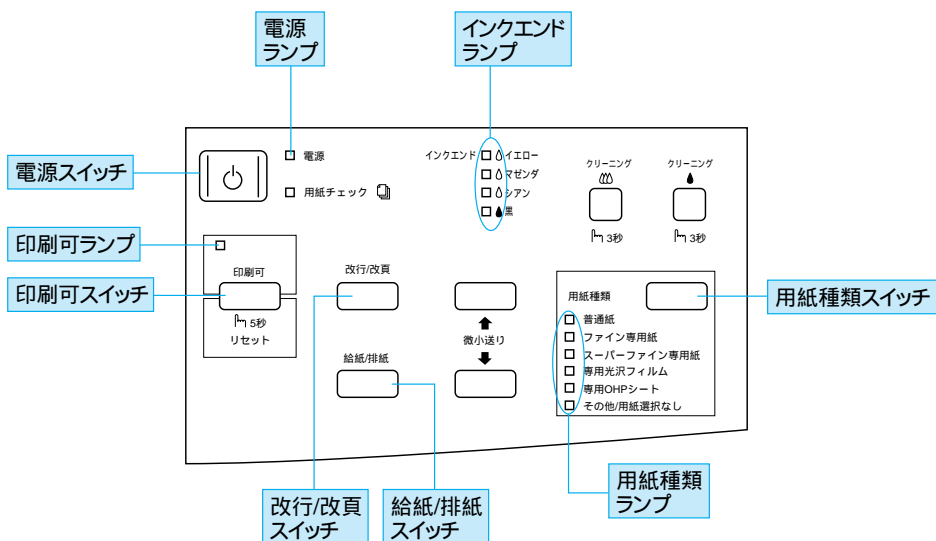 電源
ランプ
インクエンド
ランプ
電源スイッチ
印刷可ランプ
印刷可スイッチ
電源
用紙チェック
インクエンド イエロー
マゼンダ
シアン
黒
クリーニング
3秒
クリーニング
3秒
印刷可
5秒
リセット
改行/改頁
給紙/排紙
微小送り
用紙種類
普通紙
ファイン専用紙
スーパーファイン専用紙
専用光沢フィルム
専用OHPシート
その他/用紙選択なし
用紙種類スイッチ
改行/改頁
スイッチ
給紙/排紙
スイッチ
用紙種類
ランプ